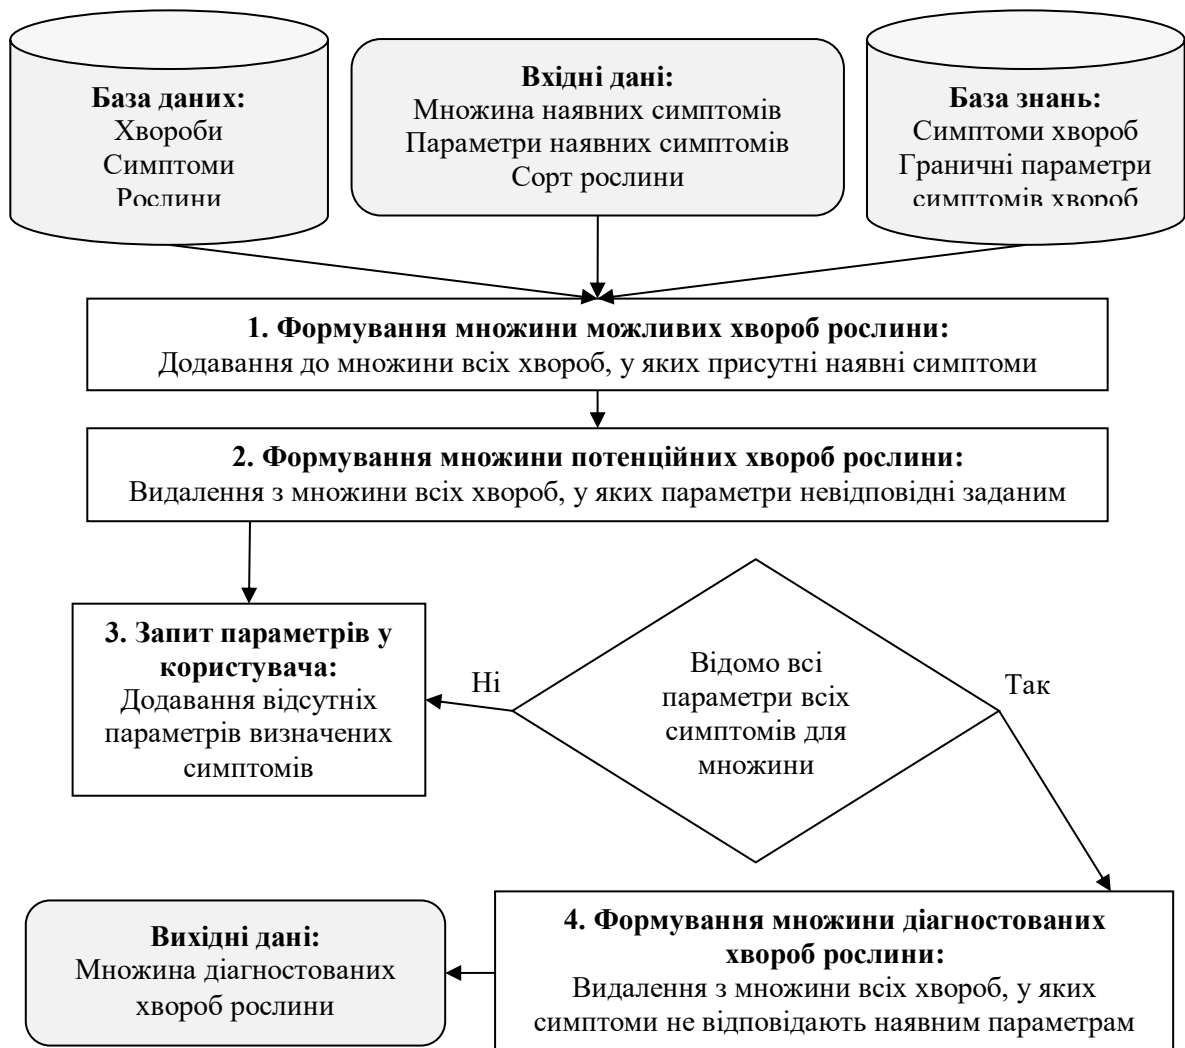 База даних:
Хвороби
Симптоми
Рослини
Вхідні дані:
Множина наявних симптомів
Параметри наявних симптомів
Сорт рослини
База знань:
Симптоми хвороб
Граничні параметри
симптомів хвороб
1. Формування множини можливих хвороб рослини:
Додавання до множини всіх хвороб, у яких присутні наявні симптоми
2. Формування множини потенційних хвороб рослини:
Видалення з множини всіх хвороб, у яких параметри невідповідні заданим
3. Запит параметрів у
користувача:
Додавання відсутніх
параметрів визначених
симптомів
Ні
Відомо всі
параметри всіх
симптомів для
множини
Так
4. Формування множини діагностованих
хвороб рослини:
Видалення з множини всіх хвороб, у яких
симптоми не відповідають наявним параметрам
Вихідні дані:
Множина діагностованих
хвороб рослини